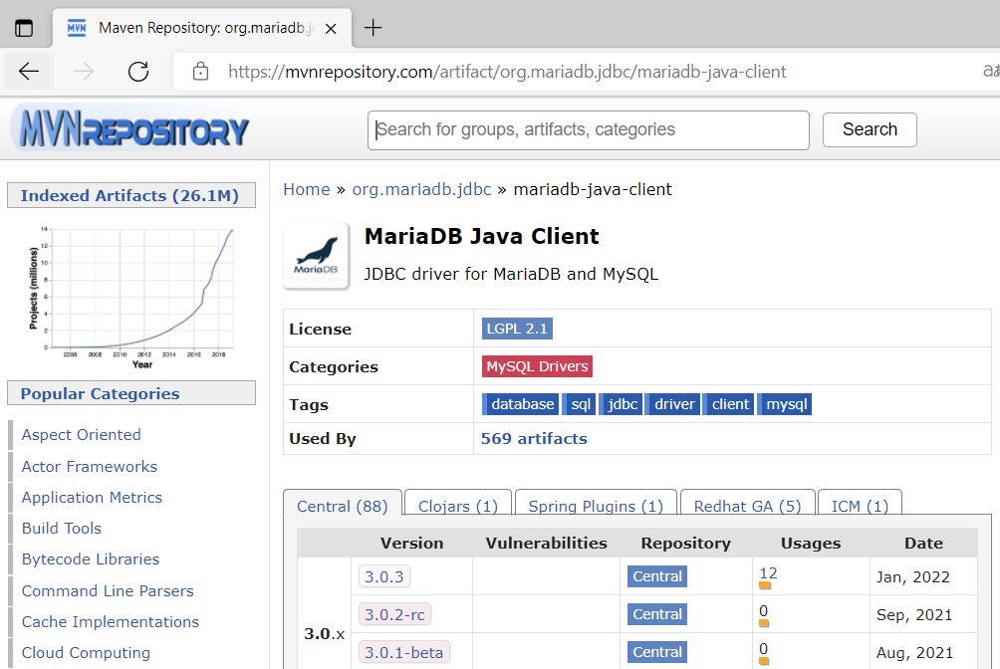 Maven Repository: org.mariadb.j
https://mvnrepository.com/artifact/org.mariadb.jdbc/mariadb-java-client
MVNREPOSITORY
Search for groups, artifacts, categories
Search
Indexed Artifacts (26.1M)
Projects (millions)
14
12
10
8
6
4
2
0
2006 2008 2010 2012 2014 2016 2018
Year
Popular Categories
Aspect Oriented
Actor Frameworks
Application Metrics
Build Tools
Bytecode Libraries
Command Line Parsers
Cache Implementations
Cloud Computing
Home » org.mariadb.jdbc » mariadb-java-client
MariaDB
MariaDB Java Client
JDBC driver for MariaDB and MySQL
License LGPL 2.1
Categories MySQL Drivers
Tags database sql jdbc driver client mysql
Used By 569 artifacts
Central (88) Clojars (1) Spring Plugins (1) Redhat GA (5) ICM (1)
Version Vulnerabilities Repository Usages Date
3.0.3 Central 12 Jan, 2022
3.0.2-rc Central 0 Sep, 2021
3.0.x
3.0.1-beta Central 0 Aug, 2021